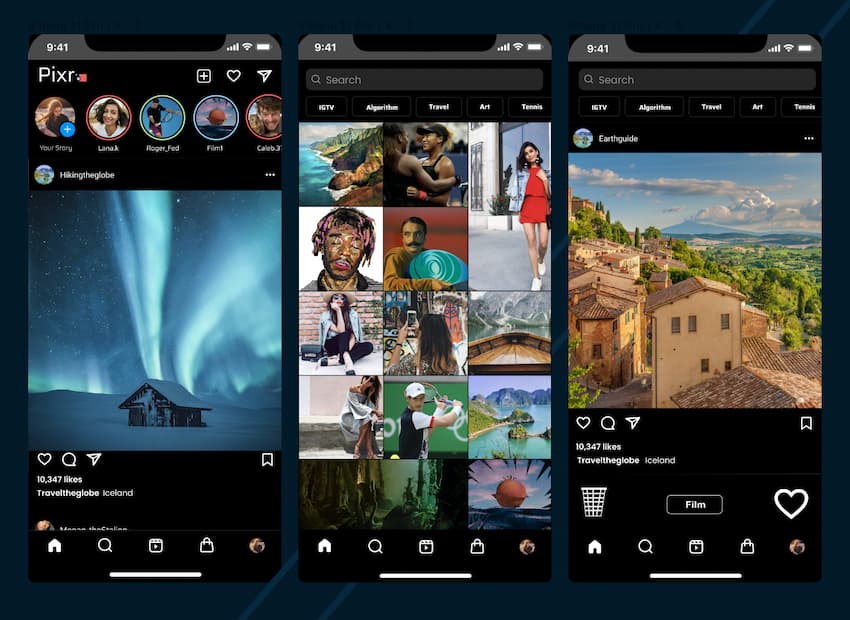 9:41
Pixr
Your Story
Lana.k
Roger_Fed
Film1
Caleb.3
Hikingtheglobe
10,347 likes
Traveltheglobe Iceland
Megan_theStalion
9:41
Search
IGTV
Algorithm
Travel
Art
Tennis
9:41
Search
IGTV
Algorithm
Travel
Art
Tennis
Earthguide
10,347 likes
Traveltheglobe Iceland
Film